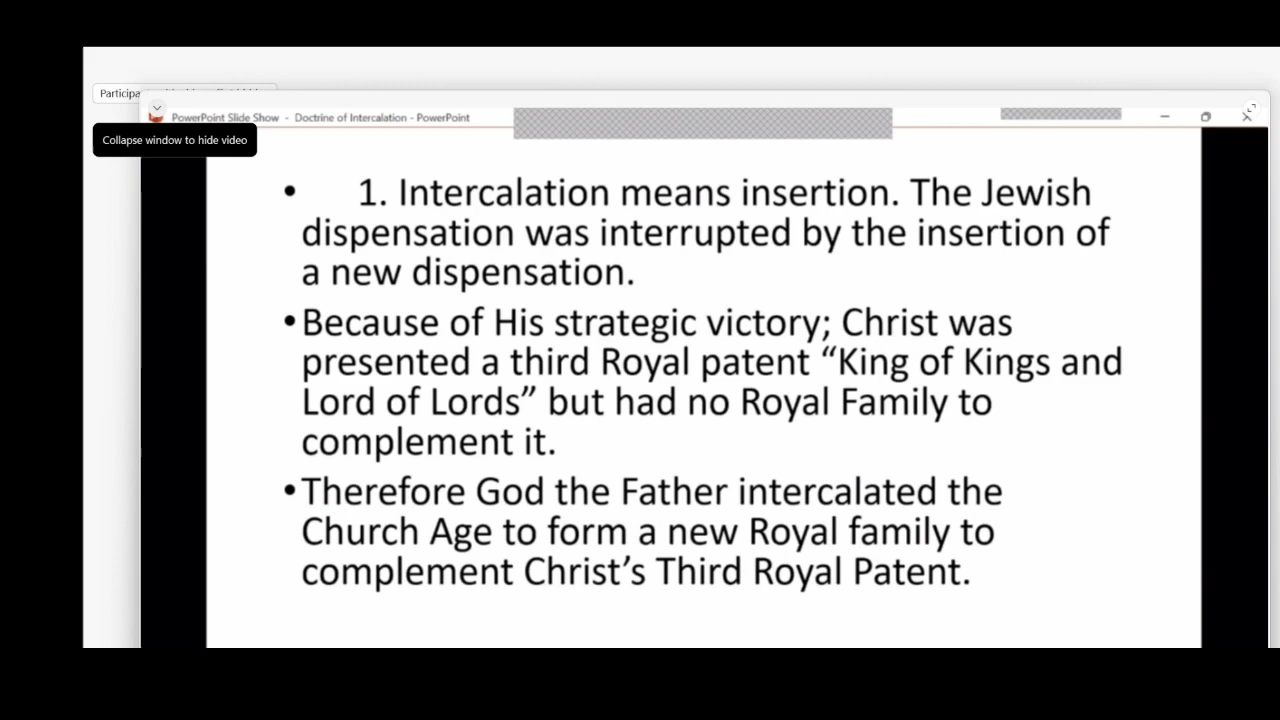 Participa
PowerPoint Slide Show - Doctrine of Intercalation - PowerPoint
Collapse window to hide video
• 1. Intercalation means insertion. The Jewish
dispensation was interrupted by the insertion of
a new dispensation.
•Because of His strategic victory; Christ was
presented a third Royal patent “King of Kings and
Lord of Lords” but had no Royal Family to
complement it.
•Therefore God the Father intercalated the
Church Age to form a new Royal family to
complement Christ’s Third Royal Patent.